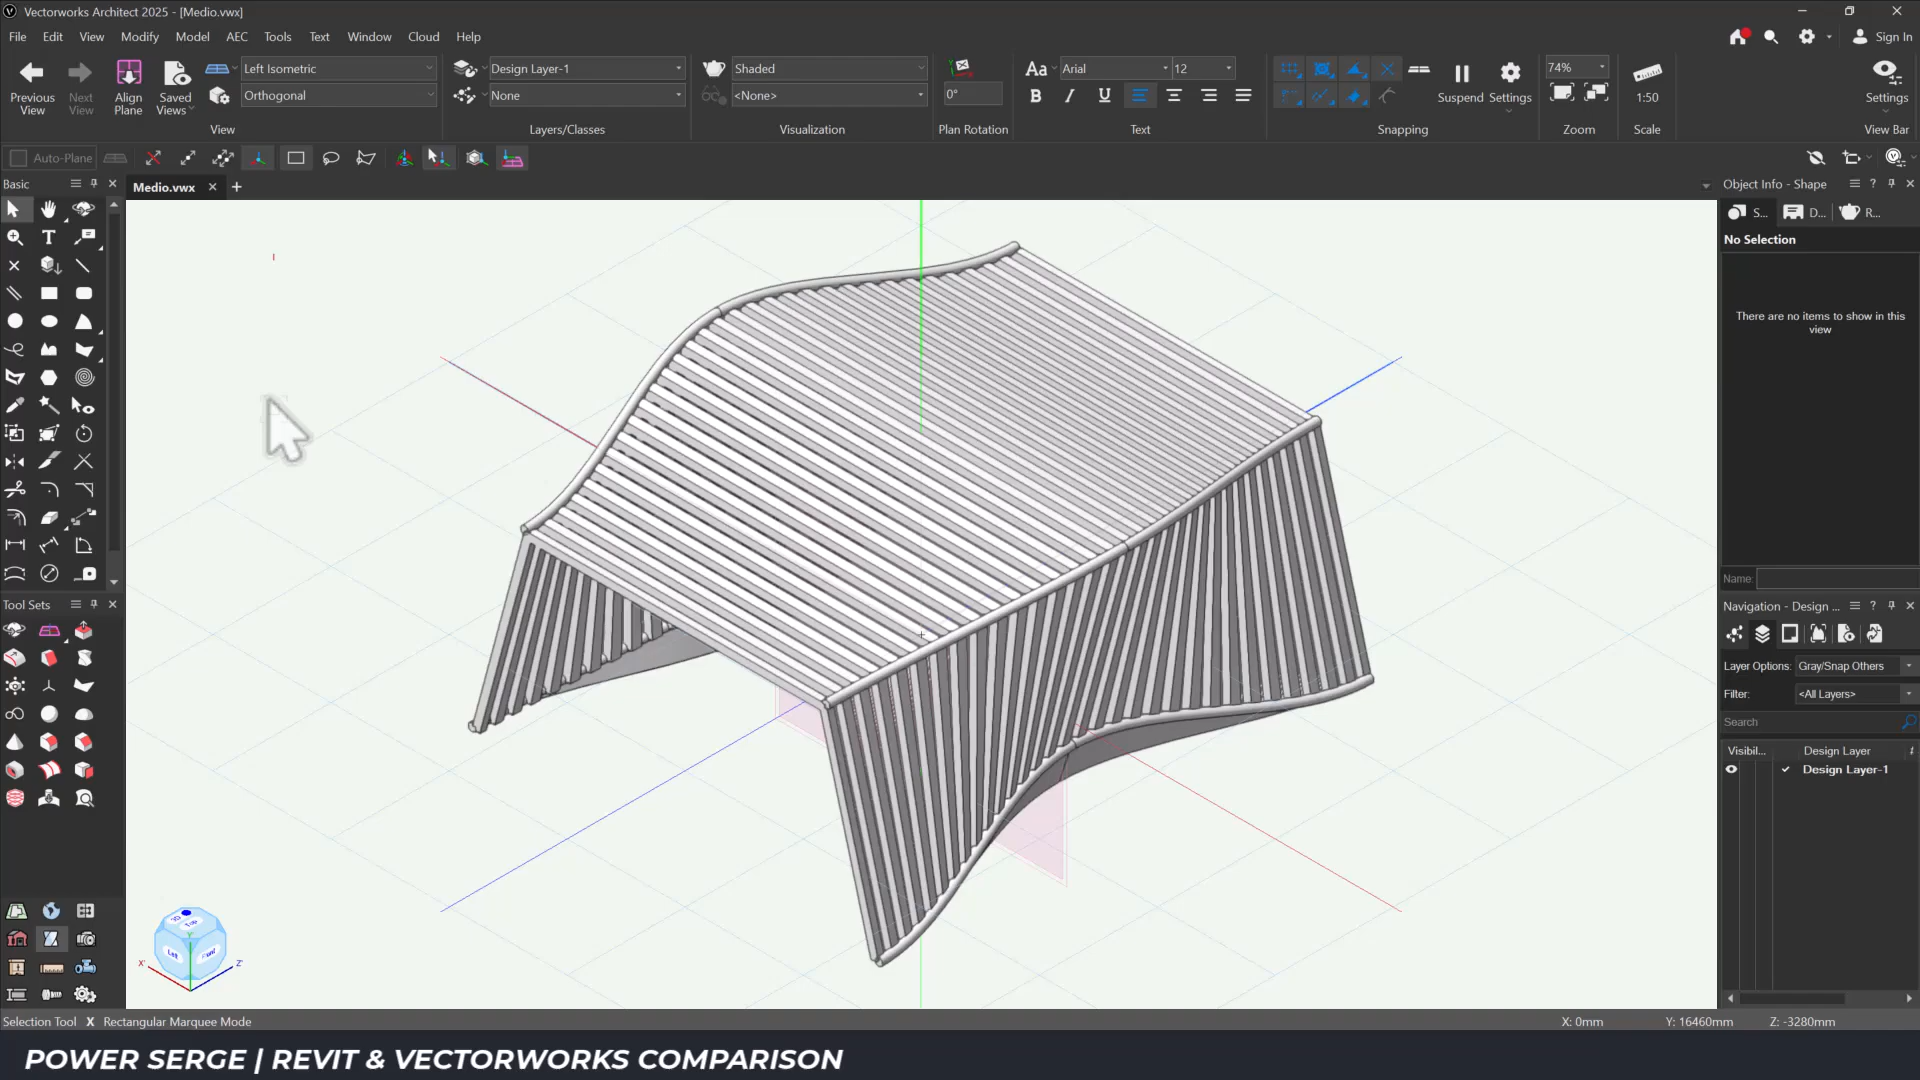 Vectorworks Architect 2025 - [Medio.vwx]
File Edit View Modify Model AEC Tools Text Window Cloud Help
Sign In
Previous View
Next View
Align Plane
Saved Views
Left Isometric
Orthogonal
View
Design Layer-1
None
Layers/Classes
Shaded
<None>
Visualization
0°
Plan Rotation
Aa Arial 12
B I U
Text
Suspend Settings
Snapping
74%
Zoom
1:50
Scale
Settings
View Bar
Auto-Plane
Basic
Medio.vwx
Object Info - Shape
S... D... R...
No Selection
There are no items to show in this view
Name:
Tool Sets
Navigation - Design ...
Layer Options: Gray/Snap Others
Filter: <All Layers>
Search
Visibil... Design Layer
Design Layer-1
3D
Top
Left
Front
X'
Y
Z'
Selection Tool X Rectangular Marquee Mode
X: 0mm Y: 16460mm Z: -3280mm
POWER SERGE | REVIT & VECTORWORKS COMPARISON